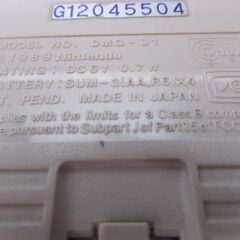 G12045504
MODEL NO. DMG-01
© 1989 Nintendo
RATING: DC6V 0.7W
BATTERY: SUM-3(AA,R6)X4
PAT. PEND. MADE IN JAPAN
plies with the limits for a Class B comp
e pursuant to Subpart J of Part 15 of FCC